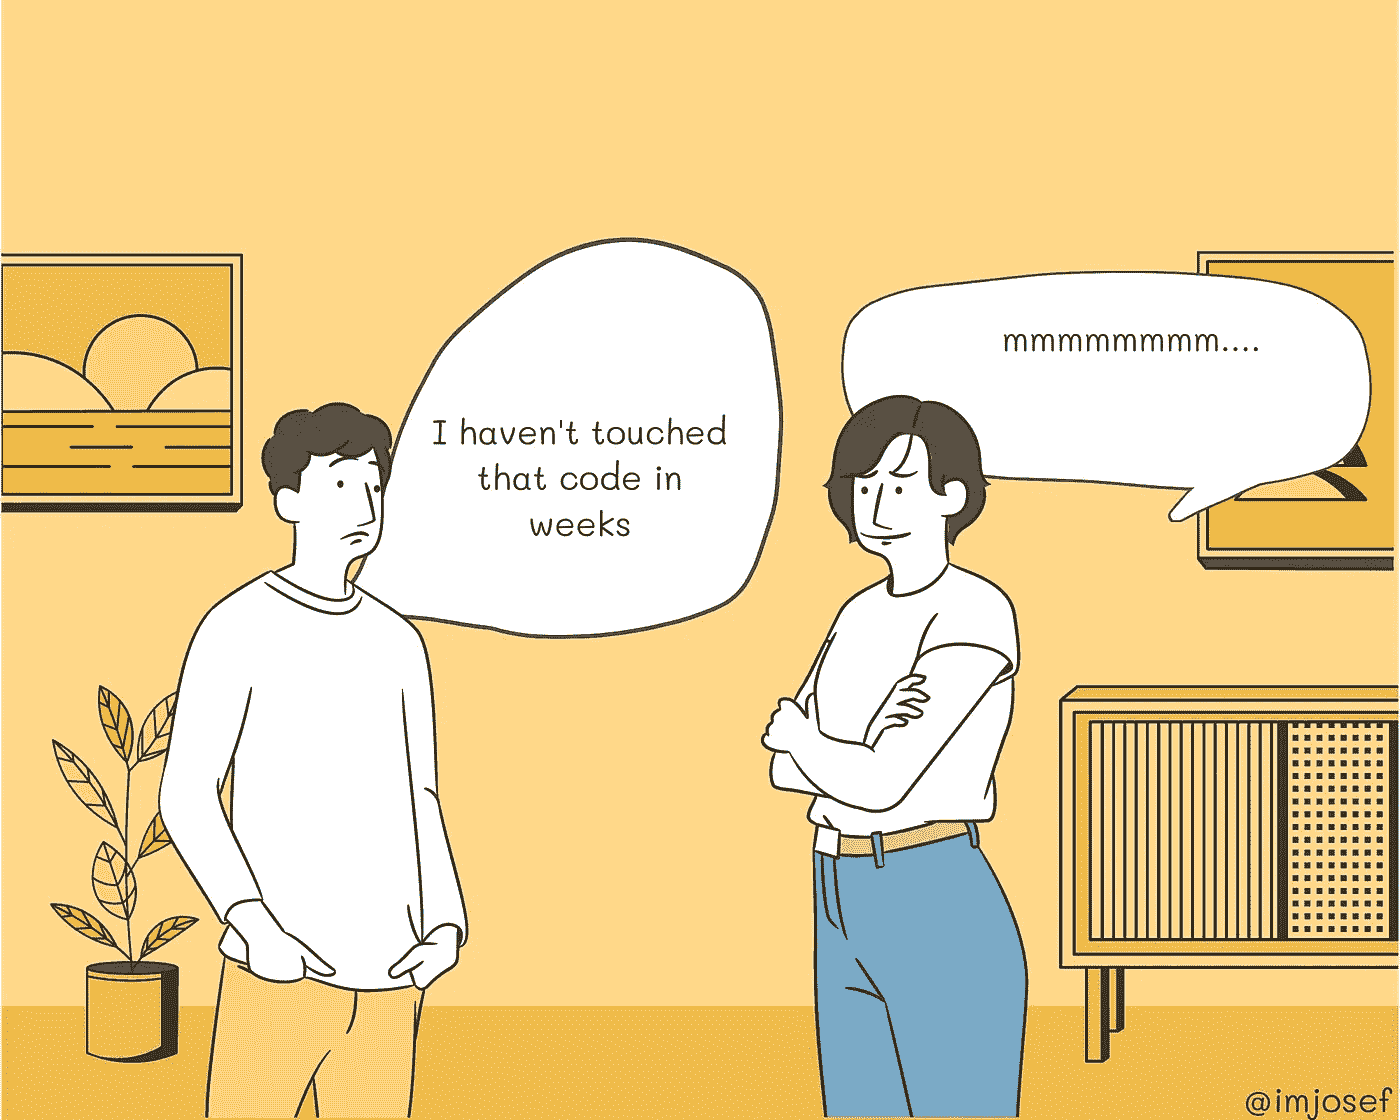 I haven't touched
that code in
weeks
mmmmmmmm....
@imjosef